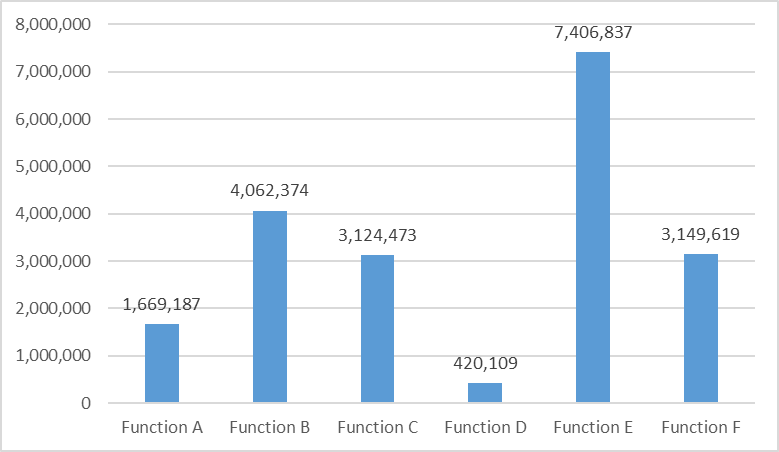 8,000,000
7,000,000
6,000,000
5,000,000
4,000,000
3,000,000
2,000,000
1,000,000
0
1,669,187
4,062,374
3,124,473
420,109
7,406,837
3,149,619
Function A
Function B
Function C
Function D
Function E
Function F